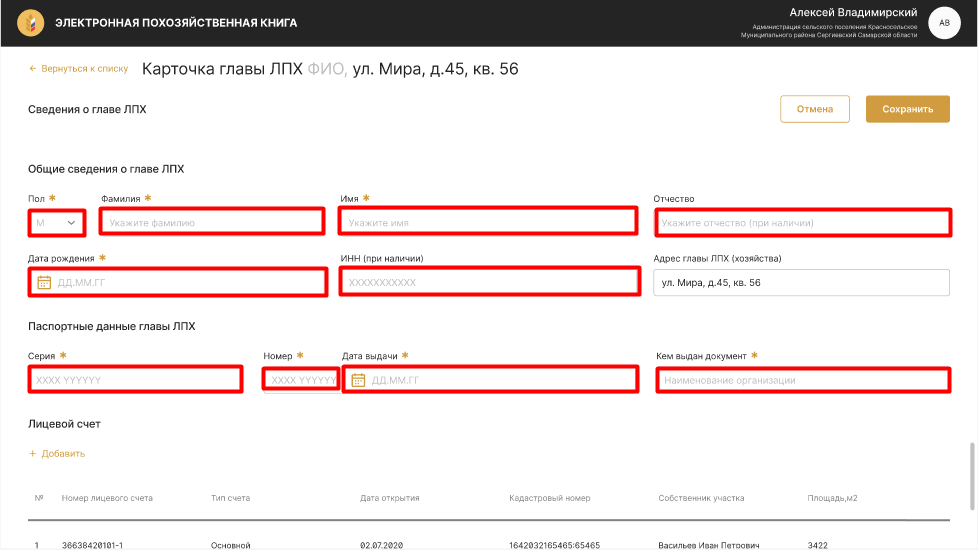 ЭЛЕКТРОННАЯ ПОХОЗЯЙСТВЕННАЯ КНИГА
Алексей Владимирский
Администрация сельского поселения Красносельское
Муниципального района Сергиевский Самарской области
АВ
← Вернуться к списку Карточка главы ЛПХ ФИО, ул. Мира, д.45, кв. 56
Сведения о главе ЛПХ
Отмена Сохранить
Общие сведения о главе ЛПХ
Пол * Фамилия * Имя * Отчество
М Укажите фамилию Укажите имя Укажите отчество (при наличии)
Дата рождения * ИНН (при наличии) Адрес главы ЛПХ (хозяйства)
ДД.ММ.ГГ XXXXXXXXXXX ул. Мира, д.45, кв. 56
Паспортные данные главы ЛПХ
Серия * Номер * Дата выдачи * Кем выдан документ *
XXXX YYYYYY XXXX YYYYYY ДД.ММ.ГГ Наименование организации
Лицевой счет
+ Добавить
№ Номер лицевого счета Тип счета Дата открытия Кадастровый номер Собственник участка Площадь,м2
1 36638420101-1 Основной 02.07.2020 1642032165465:65465 Васильев Иван Петрович 3422